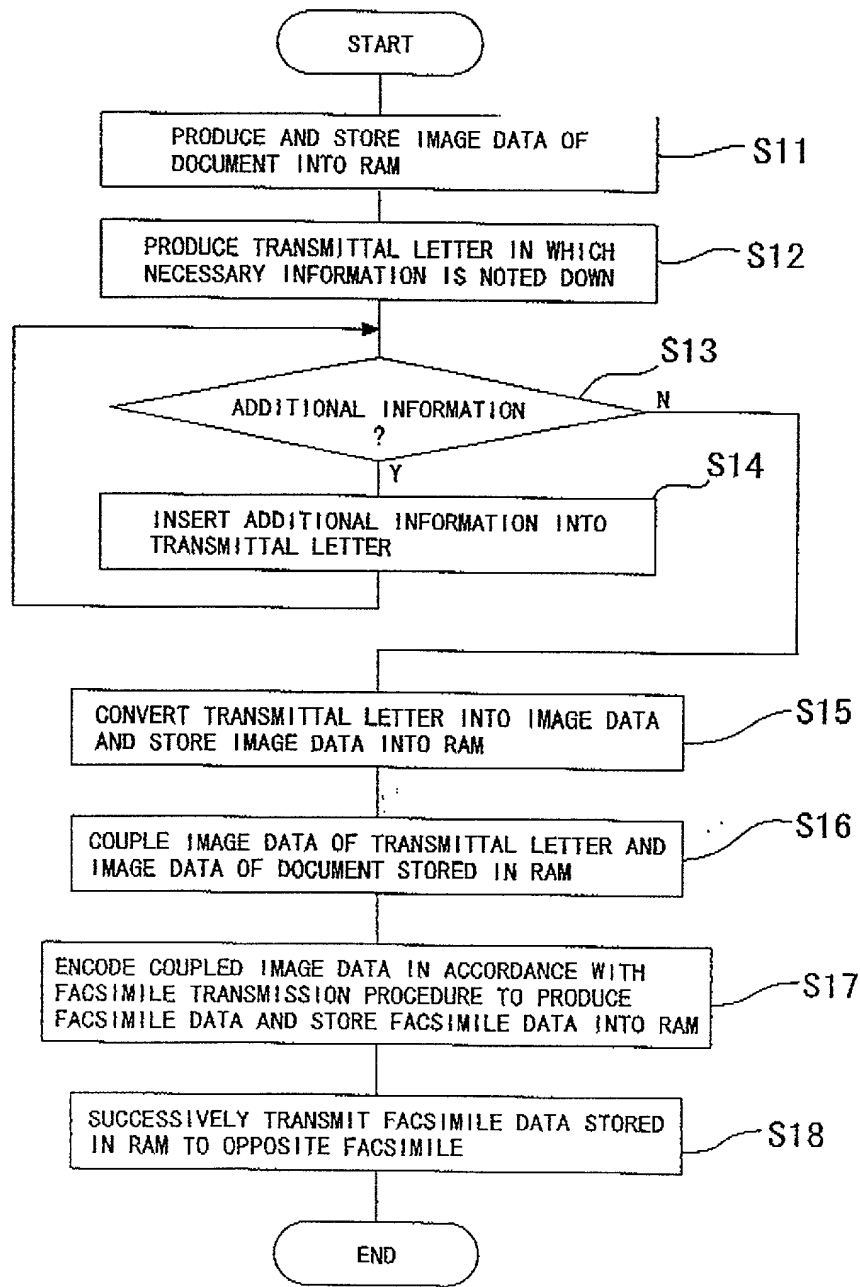 START
PRODUCE AND STORE IMAGE DATA OF
DOCUMENT INTO RAM
S11
PRODUCE TRANSMITTAL LETTER IN WHICH
NECESSARY INFORMATION IS NOTED DOWN
S12
S13
ADDITIONAL INFORMATION
?
N
Y
S14
INSERT ADDITIONAL INFORMATION INTO
TRANSMITTAL LETTER
CONVERT TRANSMITTAL LETTER INTO IMAGE DATA
AND STORE IMAGE DATA INTO RAM
S15
COUPLE IMAGE DATA OF TRANSMITTAL LETTER AND
IMAGE DATA OF DOCUMENT STORED IN RAM
S16
ENCODE COUPLED IMAGE DATA IN ACCORDANCE WITH
FACSIMILE TRANSMISSION PROCEDURE TO PRODUCE
FACSIMILE DATA AND STORE FACSIMILE DATA INTO RAM
S17
SUCCESSIVELY TRANSMIT FACSIMILE DATA STORED
IN RAM TO OPPOSITE FACSIMILE
S18
END